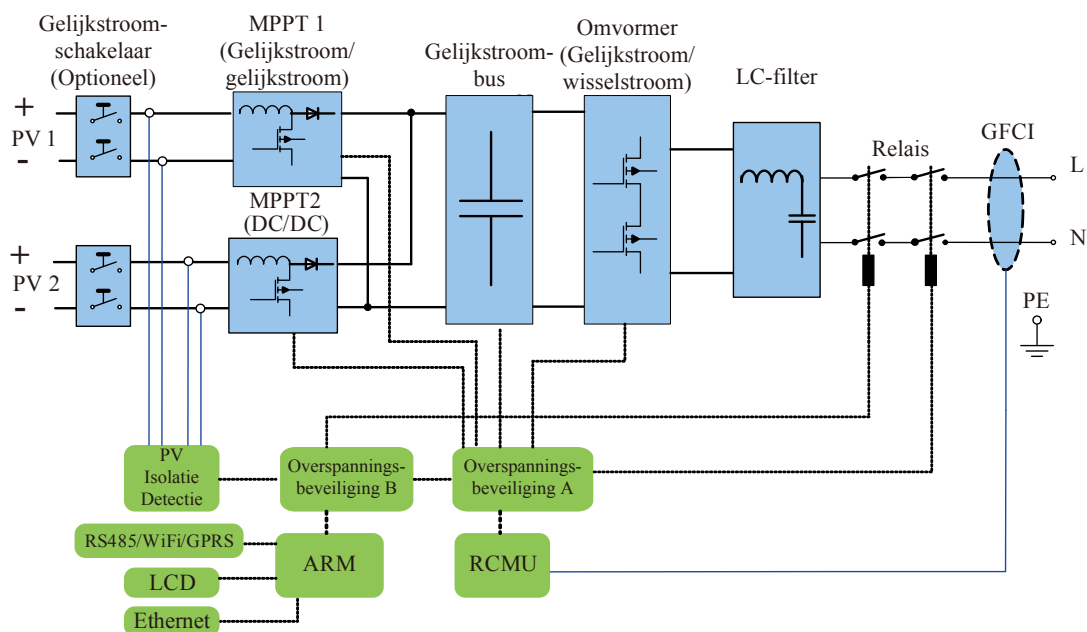 Gelijkstroom-
schakelaar
(Optioneel)
MPPT 1
(Gelijkstroom/
gelijkstroom)
Gelijkstroom-
bus
Omvormer
(Gelijkstroom/
wisselstroom)
LC-filter
Relais
GFCI
+
PV 1
-
L
N
MPPT2
(DC/DC)
+
PV 2
-
PE
PV
Isolatie
Detectie
Overspannings-
beveiliging B
Overspannings-
beveiliging A
RS485/WiFi/GPRS
LCD
Ethernet
ARM
RCMU